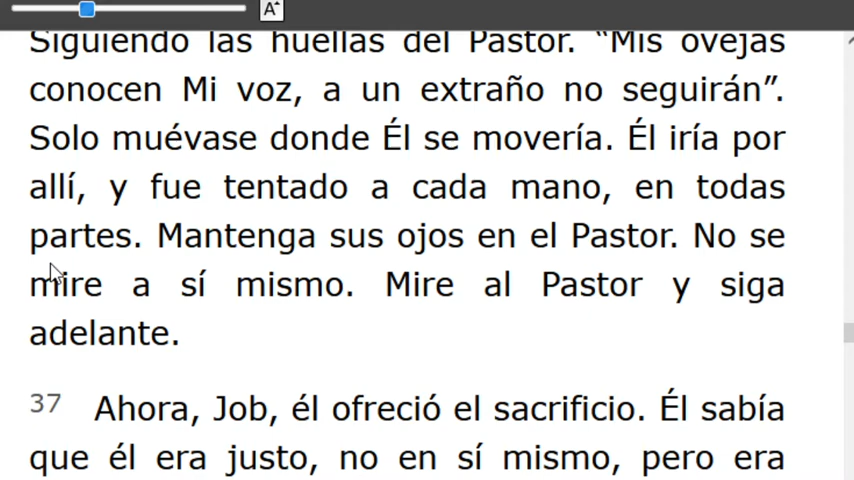 A
Siguiendo las huellas del Pastor. “Mis ovejas
conocen Mi voz, a un extraño no seguirán”.
Solo muévase donde Él se movería. Él iría por
allí, y fue tentado a cada mano, en todas
partes. Mantenga sus ojos en el Pastor. No se
mire a sí mismo. Mire al Pastor y siga
adelante.
37 Ahora, Job, él ofreció el sacrificio. Él sabía
que él era justo, no en sí mismo, pero era